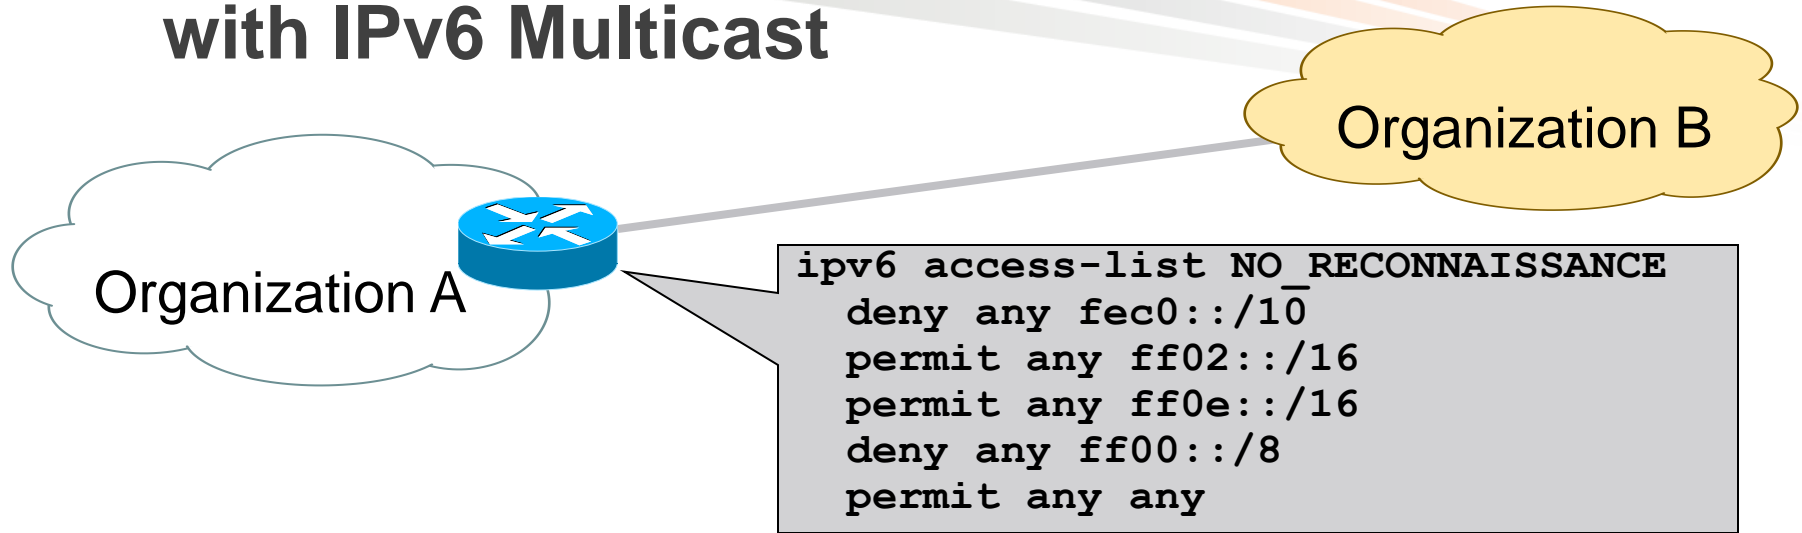 with IPv6 Multicast
Organization B
Organization A
ipv6 access-list NO_RECONNAISSANCE
deny any fec0::/10
permit any ff02::/16
permit any ff0e::/16
deny any ff00::/8
permit any any